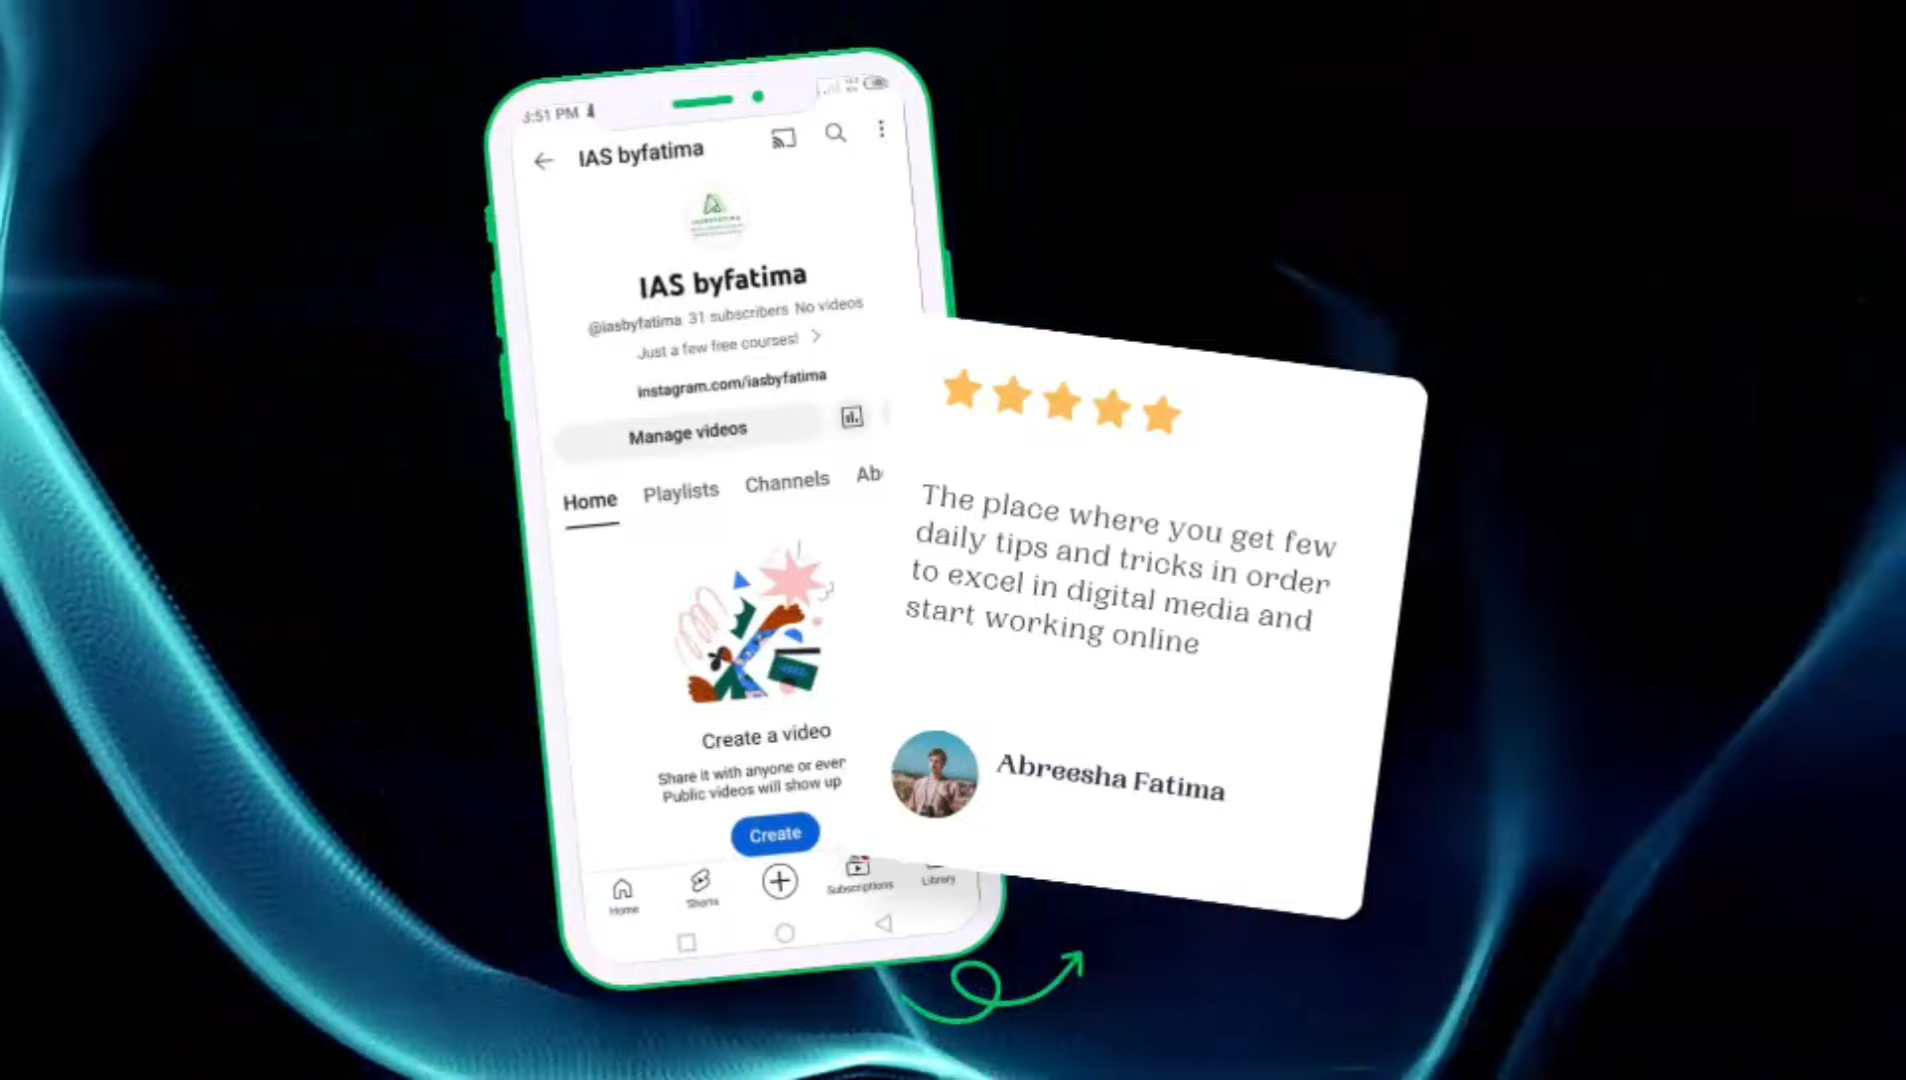 3:51 PM
IAS byfatima
IAS byfatima
@iasbyfatima 31 subscribers No videos
Just a few free courses!
instagram.com/iasbyfatima
Manage videos
Home Playlists Channels Ab
Create a video
Share it with anyone or ever
Public videos will show up
Create
Home Shorts Subscriptions Library
The place where you get few
daily tips and tricks in order
to excel in digital media and
start working online
Abreesha Fatima